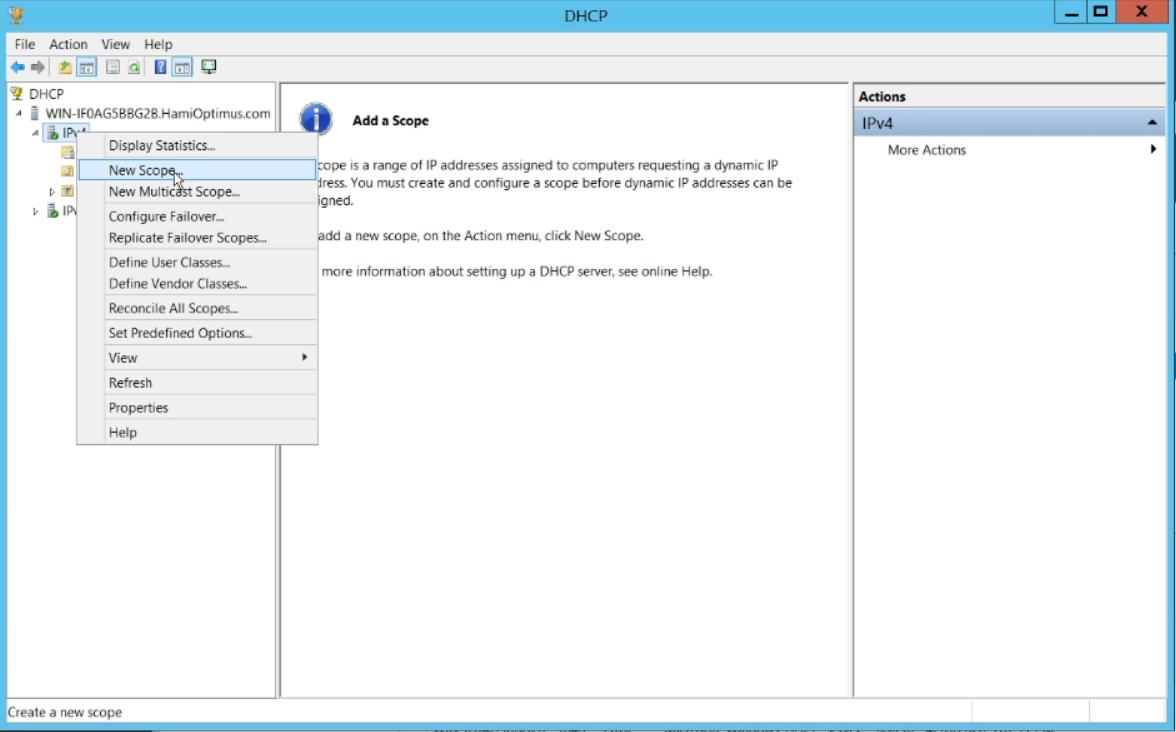 DHCP
File Action View Help
DHCP
WIN-IF0AG5BBG2B.HamiOptimus.com
IPv4
Display Statistics...
New Scope...
New Multicast Scope...
Configure Failover...
Replicate Failover Scopes...
Define User Classes...
Define Vendor Classes...
Reconcile All Scopes...
Set Predefined Options...
View
Refresh
Properties
Help
Add a Scope
cope is a range of IP addresses assigned to computers requesting a dynamic IP
dress. You must create and configure a scope before dynamic IP addresses can be
igned.
add a new scope, on the Action menu, click New Scope.
more information about setting up a DHCP server, see online Help.
Actions
IPv4
More Actions
Create a new scope